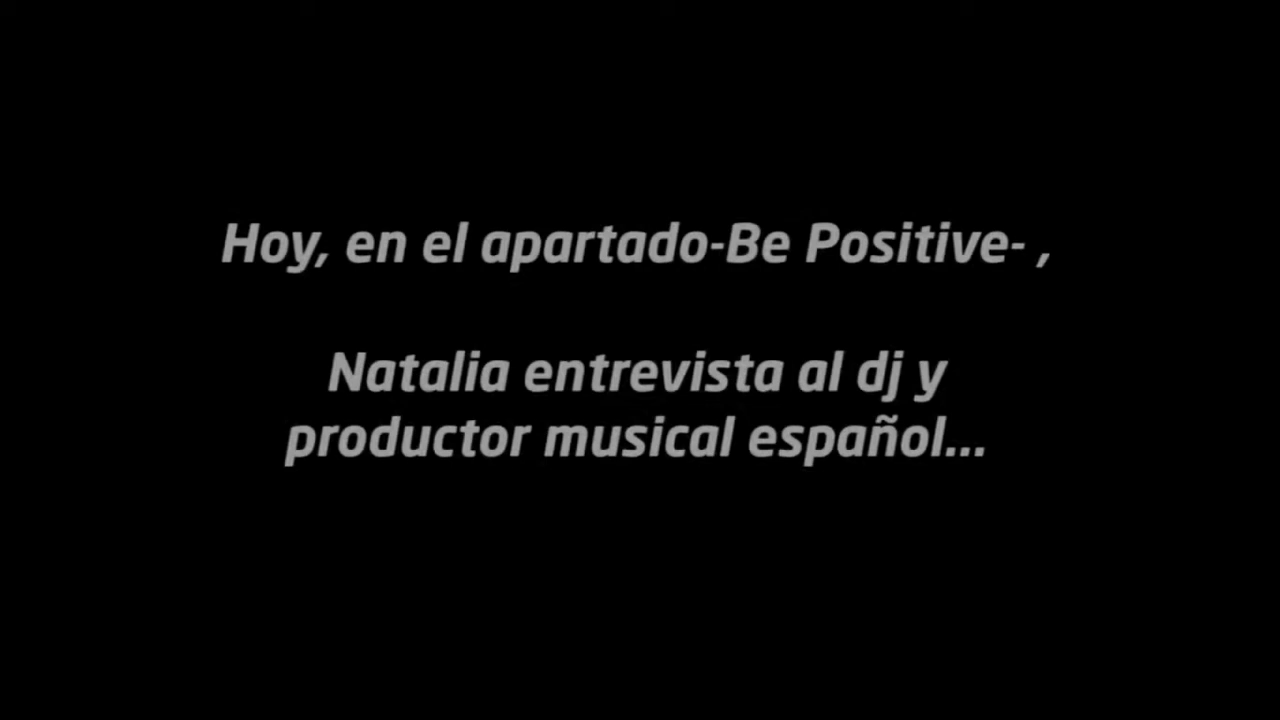 Hoy, en el apartado-Be Positive- ,
Natalia entrevista al dj y
productor musical español...